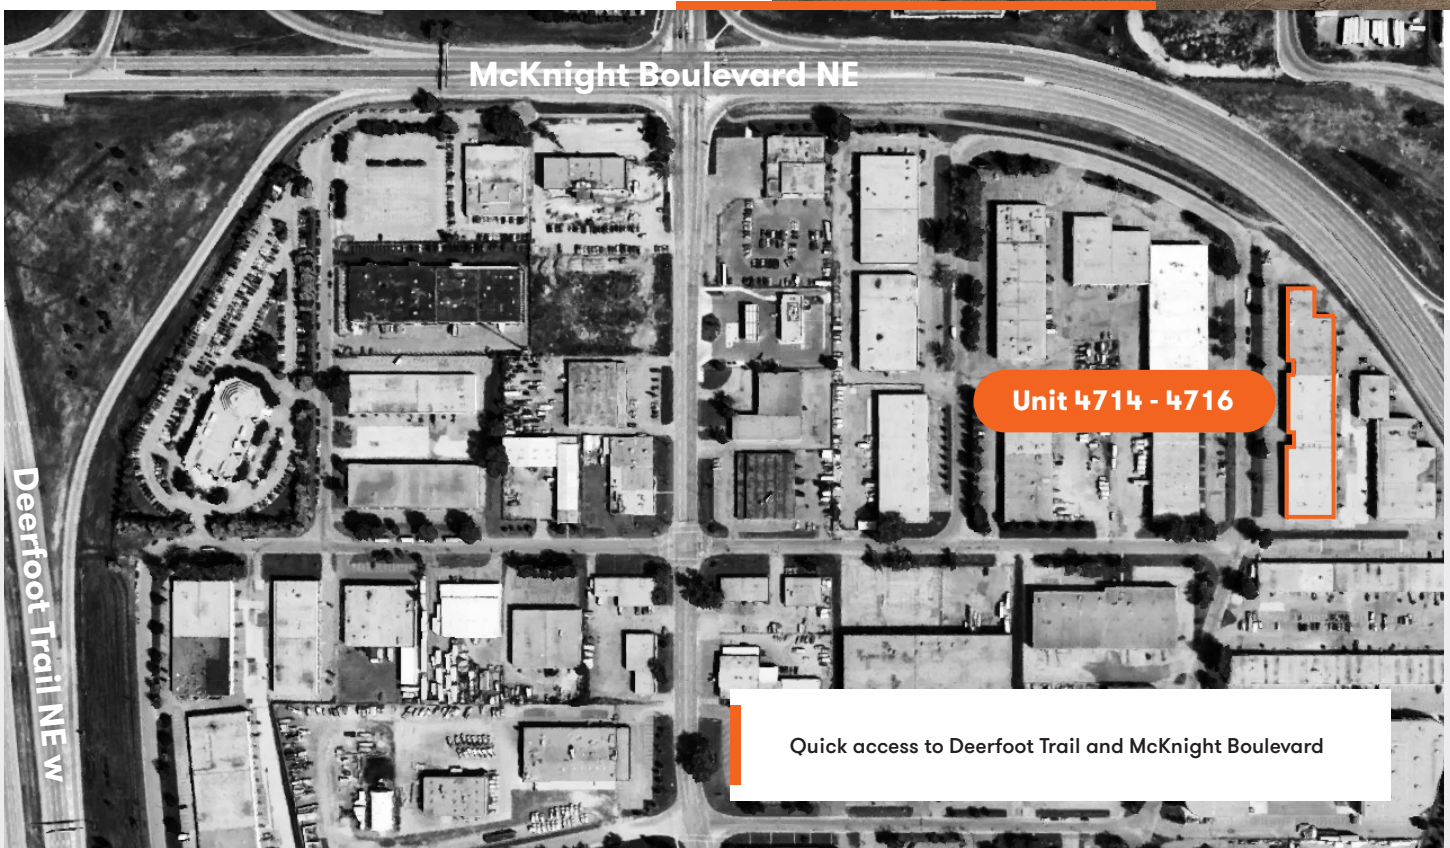 McKnight Boulevard NE
Unit 4714 - 4716
Deerfoot Trail NE w
Quick access to Deerfoot Trail and McKnight Boulevard